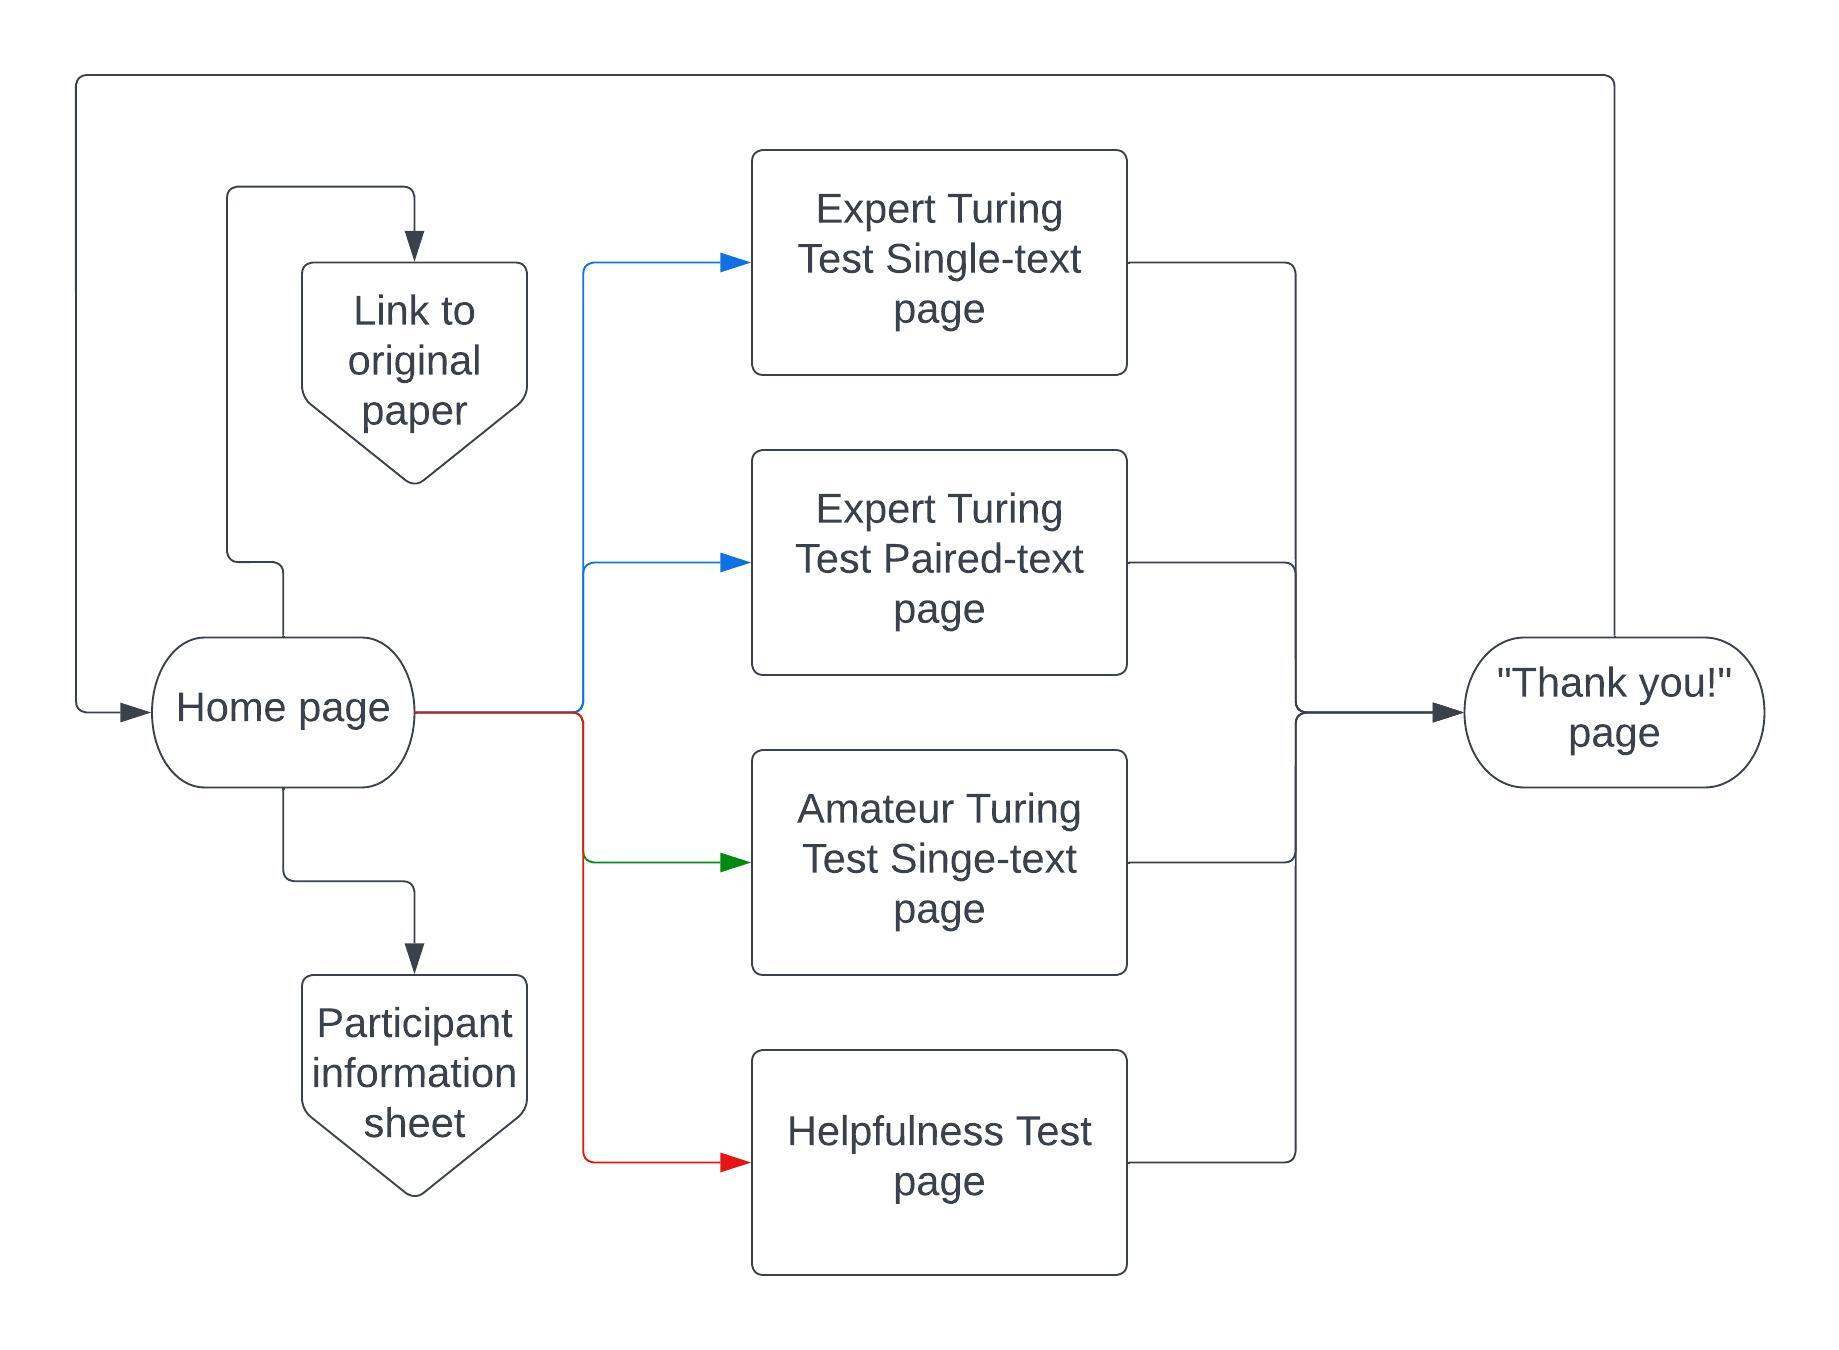 Expert Turing
Test Single-text
page
Link to
original
paper
Expert Turing
Test Paired-text
page
Home page
"Thank you!"
page
Amateur Turing
Test Singe-text
page
Participant
information
sheet
Helpfulness Test
page